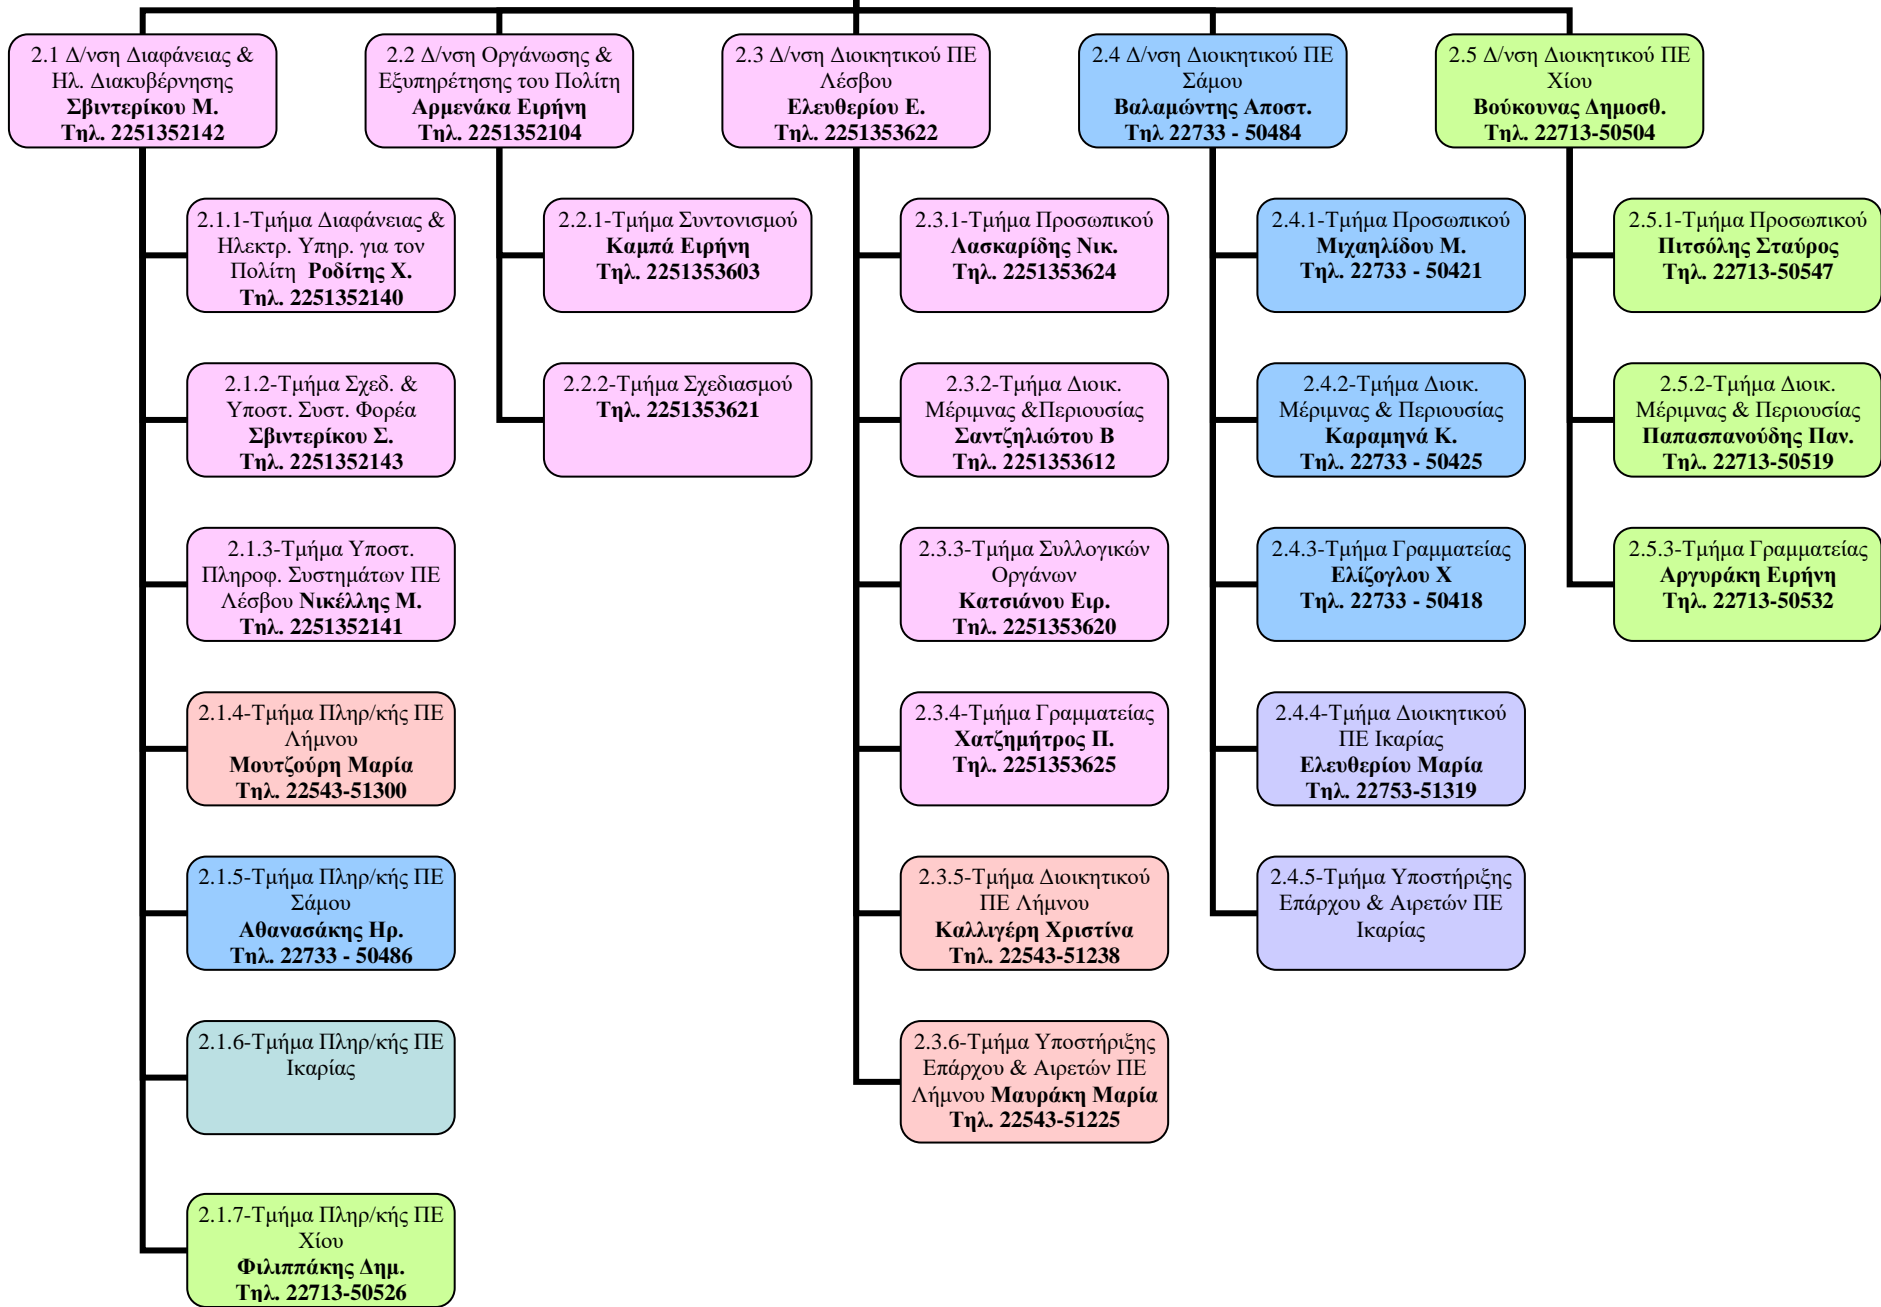 2.1 Δ/νση Διαφάνειας &
Ηλ. Διακυβέρνησης
Σβιντερίκου Μ.
Τηλ. 2251352142
2.1.1-Τμήμα Διαφάνειας &
Ηλεκτρ. Υπηρ. για τον
Πολίτη Ροδίτης Χ.
Τηλ. 2251352140
2.1.2-Τμήμα Σχεδ. &
Υποστ. Συστ. Φορέα
Σβιντερίκου Σ.
Τηλ. 2251352143
2.1.3-Τμήμα Υποστ.
Πληροφ. Συστημάτων ΠΕ
Λέσβου Νικέλλης Μ.
Τηλ. 2251352141
2.1.4-Τμήμα Πληρ/κής ΠΕ
Λήμνου
Μουτζούρη Μαρία
Τηλ. 22543-51300
2.1.5-Τμήμα Πληρ/κής ΠΕ
Σάμου
Αθανασάκης Ηρ.
Τηλ. 22733 - 50486
2.1.6-Τμήμα Πληρ/κής ΠΕ
Ικαρίας
2.1.7-Τμήμα Πληρ/κής ΠΕ
Χίου
Φιλιππάκης Δημ.
Τηλ. 22713-50526
2.2 Δ/νση Οργάνωσης &
Εξυπηρέτησης του Πολίτη
Αρμενάκα Ειρήνη
Τηλ. 2251352104
2.2.1-Τμήμα Συντονισμού
Καμπά Ειρήνη
Τηλ. 2251353603
2.2.2-Τμήμα Σχεδιασμού
Τηλ. 2251353621
2.3 Δ/νση Διοικητικού ΠΕ
Λέσβου
Ελευθερίου Ε.
Τηλ. 2251353622
2.3.1-Τμήμα Προσωπικού
Λασκαρίδης Νικ.
Τηλ. 2251353624
2.3.2-Τμήμα Διοικ.
Μέριμνας &Περιουσίας
Σαντζηλιώτου Β
Τηλ. 2251353612
2.3.3-Τμήμα Συλλογικών
Οργάνων
Κατσιάνου Ειρ.
Τηλ. 2251353620
2.3.4-Τμήμα Γραμματείας
Χατζημήτρος Π.
Τηλ. 2251353625
2.3.5-Τμήμα Διοικητικού
ΠΕ Λήμνου
Καλλιγέρη Χριστίνα
Τηλ. 22543-51238
2.3.6-Τμήμα Υποστήριξης
Επάρχου & Αιρετών ΠΕ
Λήμνου Μαυράκη Μαρία
Τηλ. 22543-51225
2.4 Δ/νση Διοικητικού ΠΕ
Σάμου
Βαλαμώντης Αποστ.
Τηλ 22733 - 50484
2.4.1-Τμήμα Προσωπικού
Μιχαηλίδου Μ.
Τηλ. 22733 - 50421
2.4.2-Τμήμα Διοικ.
Μέριμνας & Περιουσίας
Καραμηνά Κ.
Τηλ. 22733 - 50425
2.4.3-Τμήμα Γραμματείας
Ελίζογλου Χ
Τηλ. 22733 - 50418
2.4.4-Τμήμα Διοικητικού
ΠΕ Ικαρίας
Ελευθερίου Μαρία
Τηλ. 22753-51319
2.4.5-Τμήμα Υποστήριξης
Επάρχου & Αιρετών ΠΕ
Ικαρίας
2.5 Δ/νση Διοικητικού ΠΕ
Χίου
Βούκουνας Δημοσθ.
Τηλ. 22713-50504
2.5.1-Τμήμα Προσωπικού
Πιτσόλης Σταύρος
Τηλ. 22713-50547
2.5.2-Τμήμα Διοικ.
Μέριμνας & Περιουσίας
Παπασπανούδης Παν.
Τηλ. 22713-50519
2.5.3-Τμήμα Γραμματείας
Αργυράκη Ειρήνη
Τηλ. 22713-50532